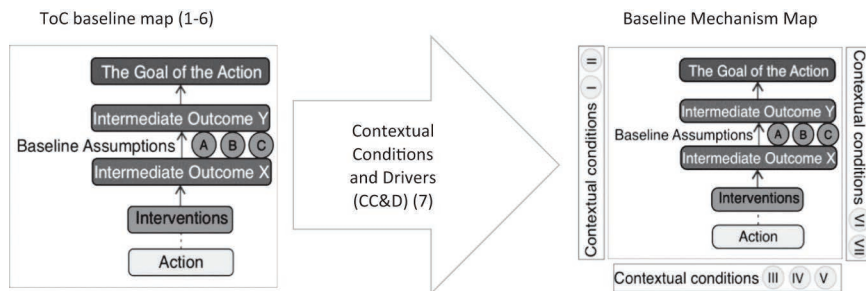 ToC baseline map (1-6)
The Goal of the Action
Intermediate Outcome Y
Baseline Assumptions A B C
Intermediate Outcome X
Interventions
Action
Contextual
Conditions
and Drivers
(CC&D) (7)
Baseline Mechanism Map
Contextual conditions I II
The Goal of the Action
Intermediate Outcome Y
Baseline Assumptions A B C
Intermediate Outcome X
Interventions
Action
Contextual conditions VI VII
Contextual conditions III IV V